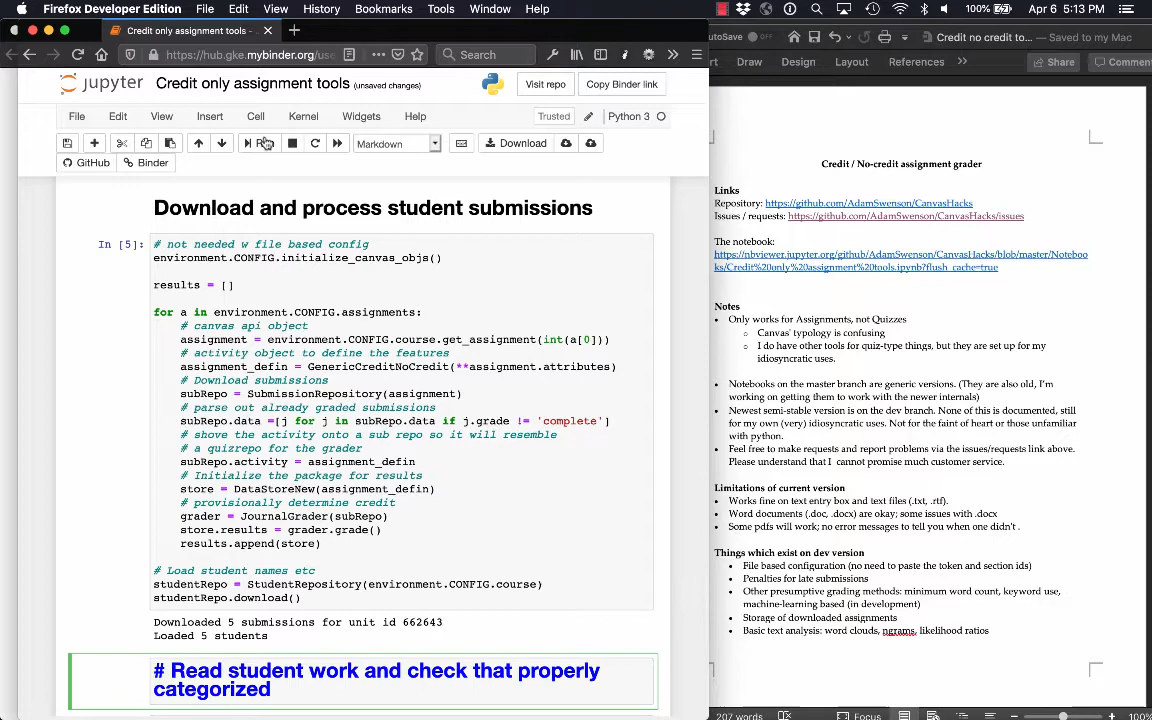 Firefox Developer Edition File Edit View History Bookmarks Tools Window Help 100% Apr 6 5:13 PM
Credit only assignment tools -
https://hub.gke.mybinder.org/use
Search
jupyter Credit only assignment tools (unsaved changes)
Visit repo Copy Binder link
File Edit View Insert Cell Kernel Widgets Help Trusted Python 3
Markdown Download
GitHub Binder
Download and process student submissions
In [5]: # not needed w file based config
environment.CONFIG.initialize_canvas_objs()
results = []
for a in environment.CONFIG.assignments:
# canvas api object
assignment = environment.CONFIG.course.get_assignment(int(a[0]))
# activity object to define the features
assignment_defin = GenericCreditNoCredit(**assignment.attributes)
# Download submissions
subRepo = SubmissionRepository(assignment)
# parse out already graded submissions
subRepo.data =[j for j in subRepo.data if j.grade != 'complete']
# shove the activity onto a sub repo so it will resemble
# a quizrepo for the grader
subRepo.activity = assignment_defin
# Initialize the package for results
store = DataStoreNew(assignment_defin)
# provisionally determine credit
grader = JournalGrader(subRepo)
store.results = grader.grade()
results.append(store)
# Load student names etc
studentRepo = StudentRepository(environment.CONFIG.course)
studentRepo.download()
Downloaded 5 submissions for unit id 662643
Loaded 5 students
# Read student work and check that properly
categorized
AutoSave OFF Credit no credit to... — Saved to my Mac
Draw Design Layout References Share Comment
Credit / No-credit assignment grader
Links
Repository: https://github.com/AdamSwenson/CanvasHacks
Issues / requests: https://github.com/AdamSwenson/CanvasHacks/issues
The notebook:
https://nbviewer.jupyter.org/github/AdamSwenson/CanvasHacks/blob/master/Noteboo
ks/Credit%20only%20assignment%20tools.ipynb?flush_cache=true
Notes
• Only works for Assignments, not Quizzes
o Canvas' typology is confusing
o I do have other tools for quiz-type things, but they are set up for my
idiosyncratic uses.
• Notebooks on the master branch are generic versions. (They are also old, I'm
working on getting them to work with the newer internals)
• Newest semi-stable version is on the dev branch. None of this is documented, still
for my own (very) idiosyncratic uses. Not for the faint of heart or those unfamiliar
with python.
• Feel free to make requests and report problems via the issues/requests link above.
Please understand that I cannot promise much customer service.
Limitations of current version
• Works fine on text entry box and text files (.txt, .rtf).
• Word documents (.doc, .docx) are okay; some issues with .docx
• Some pdfs will work; no error messages to tell you when one didn't .
Things which exist on dev version
• File based configuration (no need to paste the token and section ids)
• Penalties for late submissions
• Other presumptive grading methods: minimum word count, keyword use,
machine-learning based (in development)
• Storage of downloaded assignments
• Basic text analysis: word clouds, ngrams, likelihood ratios
207 words Focus 100%